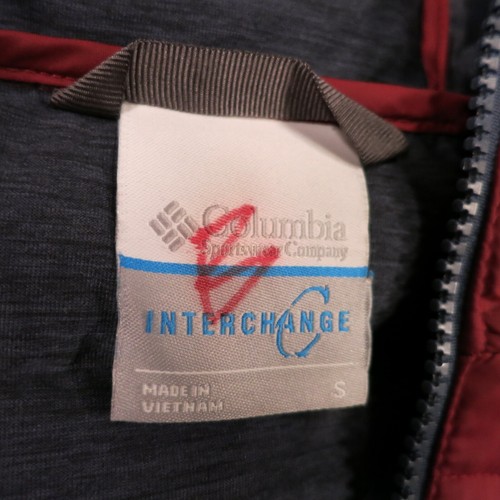 Columbia
Sportswear Company
INTERCHANGE
MADE IN
VIETNAM
S